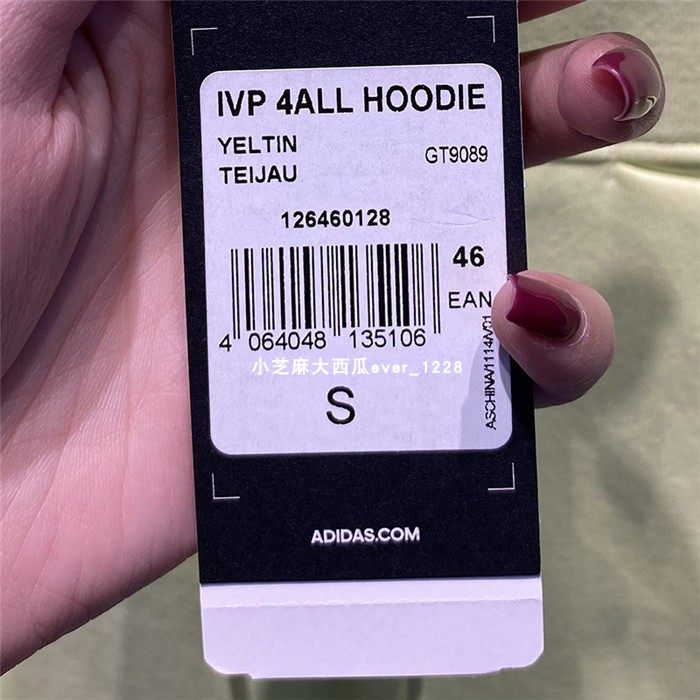 IVP 4ALL HOODIE
YELTIN
TEIJAU
GT9089
126460128
46
EAN
4 064048 135106
小芝麻大西瓜ever_1228
S
ASCHINA/1114/V01
ADIDAS.COM